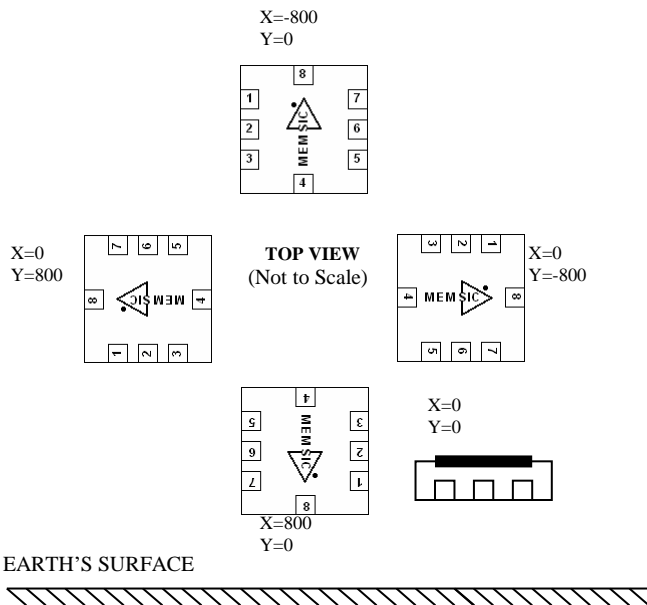 X=-800
Y=0
8
1
7
2
6
3
5
4
MEMSIC
X=0
Y=800
7 6 5
8
MEMSIC
4
1 2 3
TOP VIEW
(Not to Scale)
3 2 1
4
MEMSIC
8
5 6 7
X=0
Y=-800
4
5
3
6
2
7
1
8
MEMSIC
X=800
Y=0
X=0
Y=0
EARTH'S SURFACE